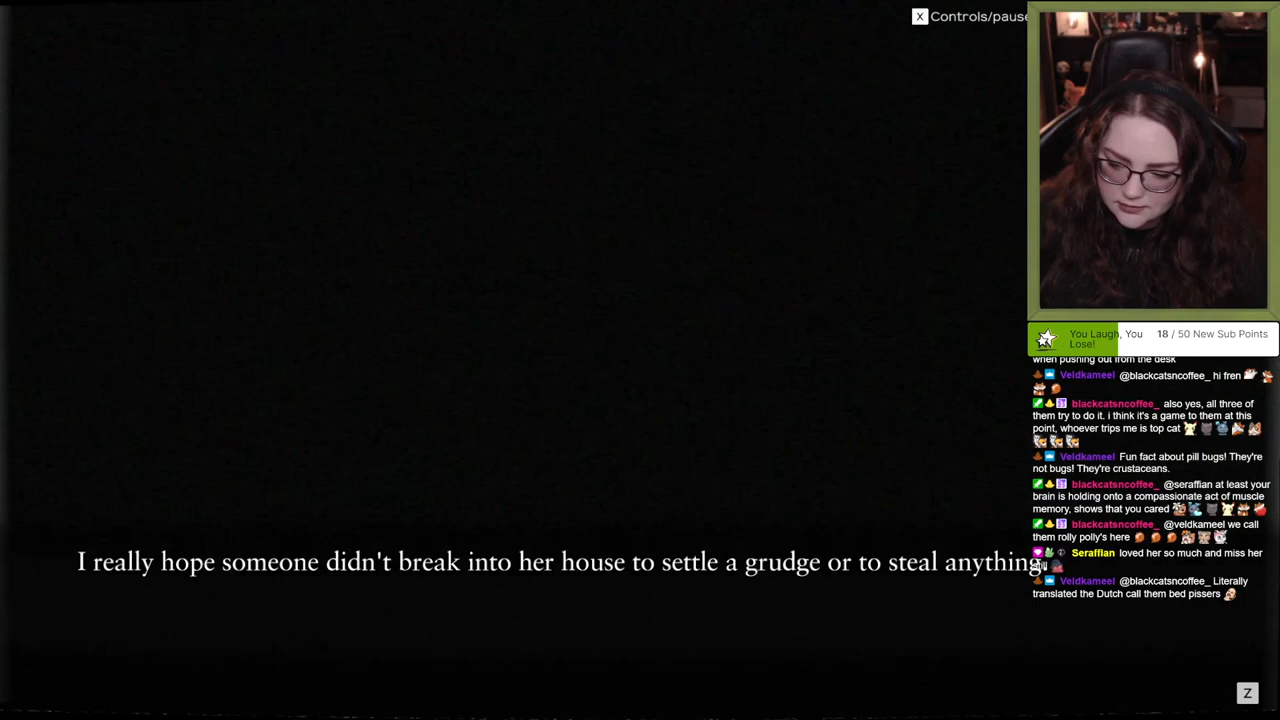 X Controls/pause
You Laugh, You Lose!
18 / 50 New Sub Points
when pushing out from the desk
Veldkameel @blackcatsncoffee_ hi fren
blackcatsncoffee_ also yes, all three of
them try to do it. i think it's a game to them at this
point, whoever trips me is top cat
Veldkameel Fun fact about pill bugs! They're
not bugs! They're crustaceans.
blackcatsncoffee_ @seraffian at least your
brain is holding onto a compassionate act of muscle
memory, shows that you cared
blackcatsncoffee_ @veldkameel we call
them rolly polly's here
Seraffian loved her so much and miss her
Veldkameel @blackcatsncoffee_ Literally
translated the Dutch call them bed pissers
I really hope someone didn't break into her house to settle a grudge or to steal anything.
Z